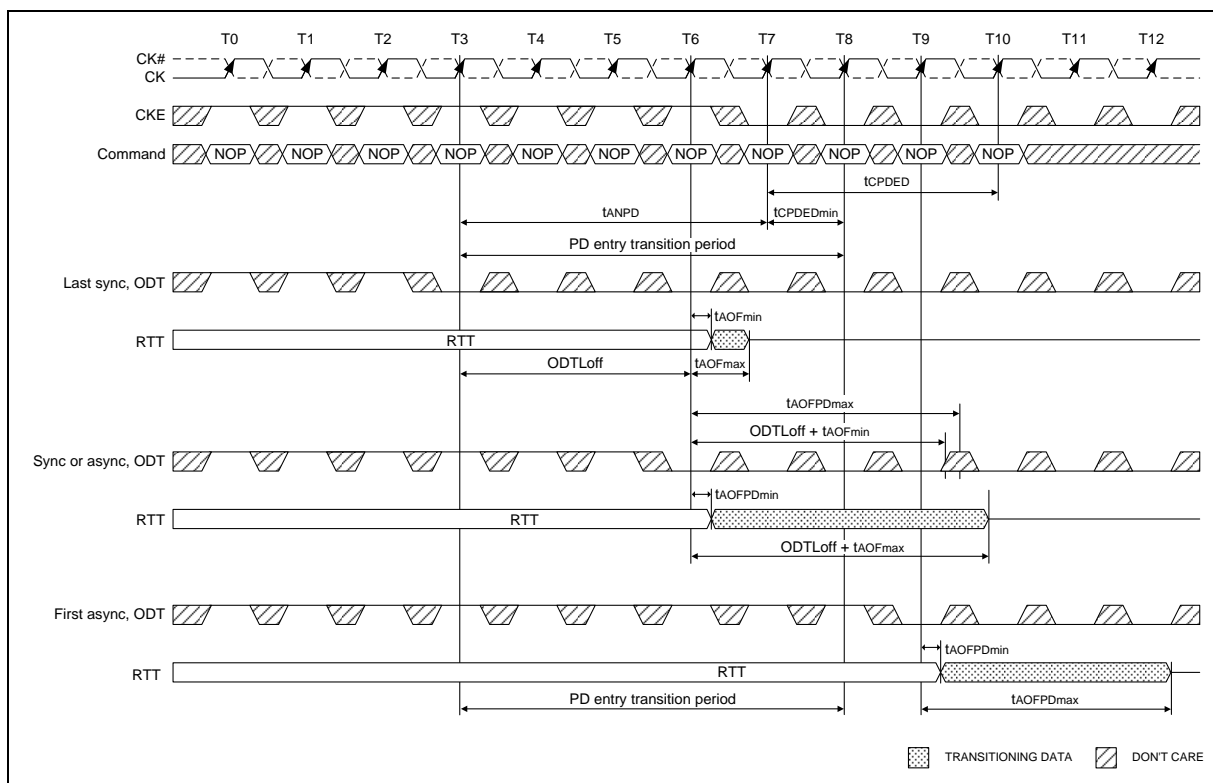 T0 T1 T2 T3 T4 T5 T6 T7 T8 T9 T10 T11 T12
CK#
CK
CKE
Command NOP NOP NOP NOP NOP NOP NOP NOP NOP NOP NOP
tCPDED
tANPD tCPDEDmin
PD entry transition period
Last sync, ODT
tAOFmin
RTT RTT
ODTLoff tAOFmax
tAOFPDmax
ODTLoff + tAOFmin
Sync or async, ODT
tAOFPDmin
RTT RTT
ODTLoff + tAOFmax
First async, ODT
tAOFPDmin
RTT RTT
PD entry transition period tAOFPDmax
TRANSITIONING DATA DON'T CARE